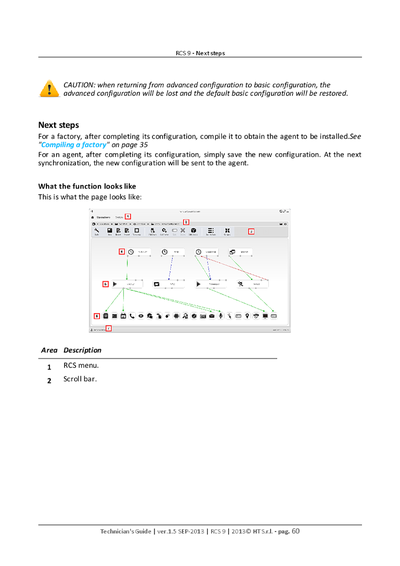 RCS 9 - Next steps
CAUTION: when returning from advanced configuration to basic configuration, the
advanced configuration will be lost and the default basic configuration will be restored.
Next steps
For a factory, after completing its configuration, compile it to obtain the agent to be installed.See
"Compiling a factory" on page 35
For an agent, after completing its configuration, simply save the new configuration. At the next
synchronization, the new configuration will be sent to the agent.
What the function looks like
This is what the page looks like:
Area Description
1 RCS menu.
2 Scroll bar.
Technician's Guide | ver.1.5 SEP-2013 | RCS 9 | 2013© HT S.r.l. - pag. 60